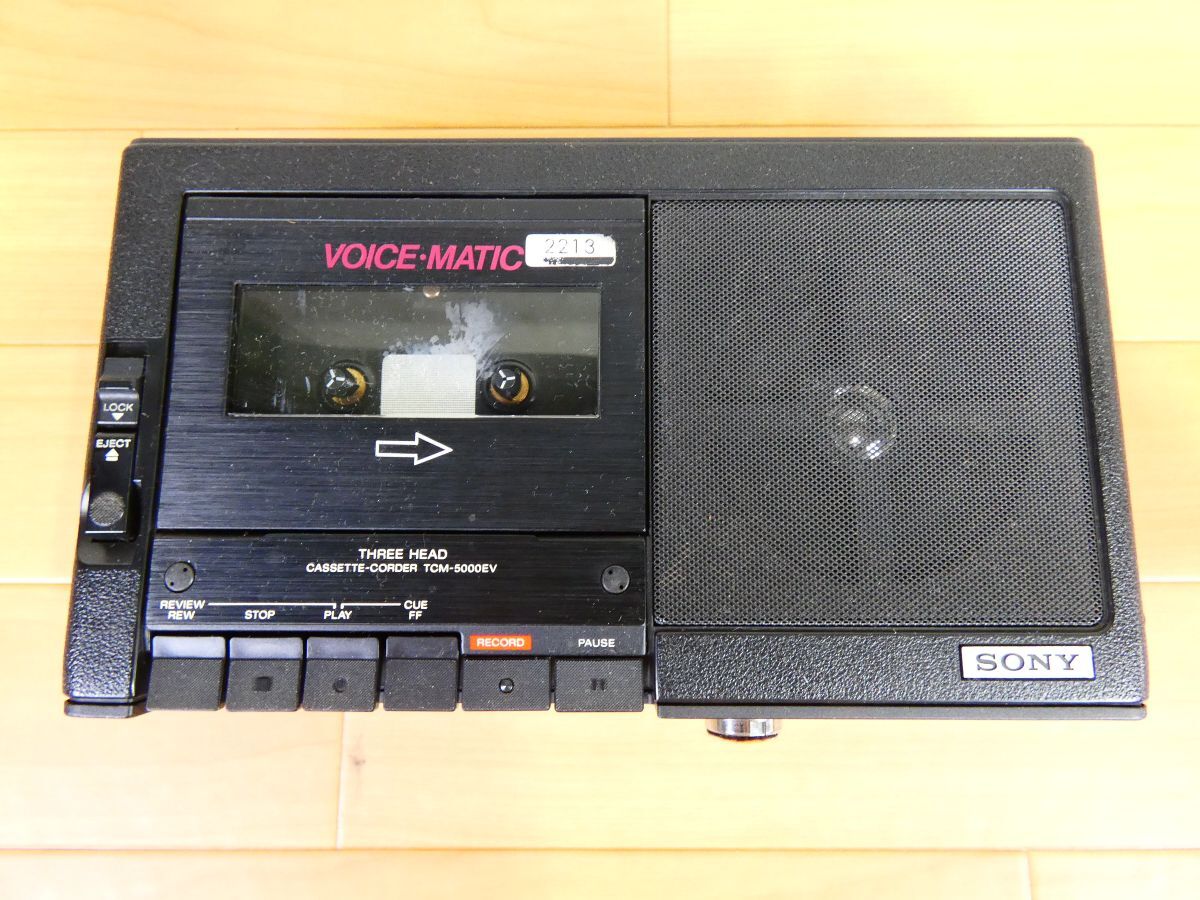 VOICE·MATIC
2213
LOCK
EJECT
THREE HEAD
CASSETTE-CORDER TCM-5000EV
REVIEW CUE
REW STOP PLAY FF
RECORD PAUSE
SONY